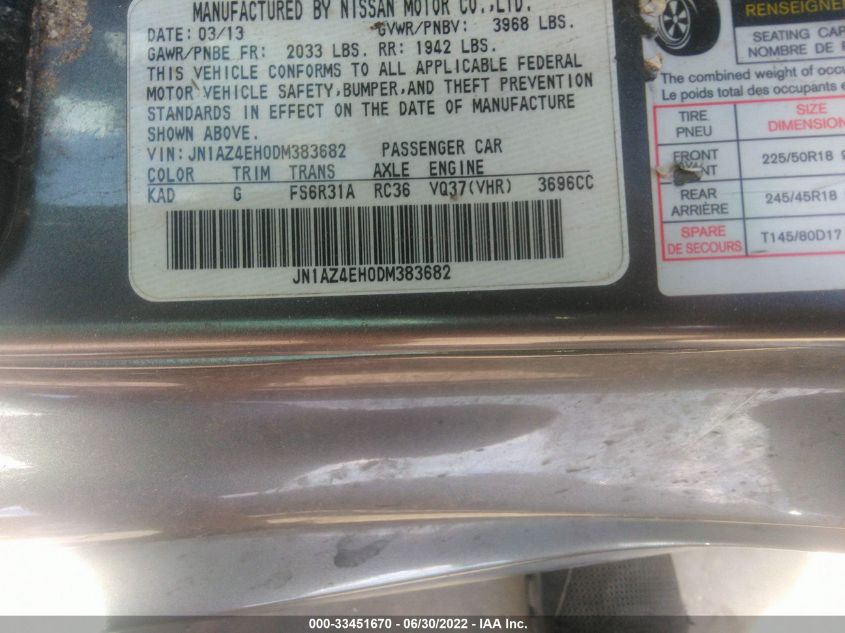 MANUFACTURED BY NISSAN MOTOR CO.,LTD.
DATE: 03/13 GVWR/PNBV: 3968 LBS.
GAWR/PNBE FR: 2033 LBS. RR: 1942 LBS.
THIS VEHICLE CONFORMS TO ALL APPLICABLE FEDERAL
MOTOR VEHICLE SAFETY,BUMPER,AND THEFT PREVENTION
STANDARDS IN EFFECT ON THE DATE OF MANUFACTURE
SHOWN ABOVE.
VIN:JN1AZ4EH0DM383682 PASSENGER CAR
COLOR TRIM TRANS AXLE ENGINE
KAD G FS6R31A RC36 VQ37(VHR) 3696CC
JN1AZ4EH0DM383682
RENSEIGNE
SEATING CAP
NOMBRE DE
The combined weight of occu
Le poids total des occupants e
TIRE SIZE
PNEU DIMENSION
FRONT 225/50R18
REAR 245/45R18
ARRIÈRE
SPARE T145/80D17
DE SECOURS
000-33451670 - 06/30/2022 - IAA Inc.